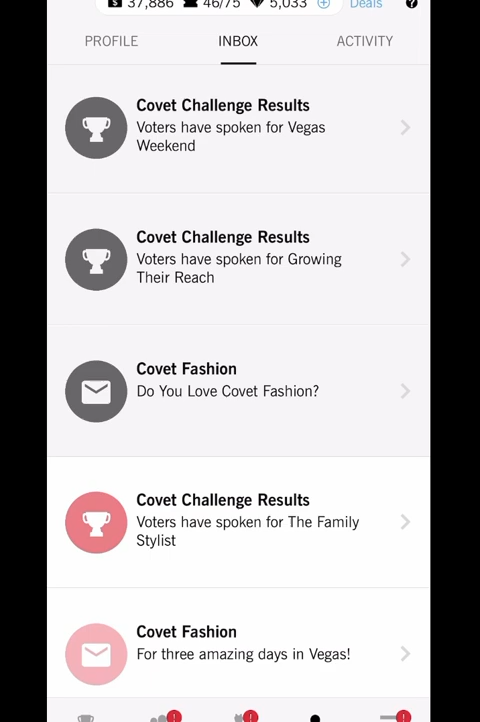 $ 37,886 46/75 5,033 Deals ?
PROFILE INBOX ACTIVITY
Covet Challenge Results
Voters have spoken for Vegas
Weekend
Covet Challenge Results
Voters have spoken for Growing
Their Reach
Covet Fashion
Do You Love Covet Fashion?
Covet Challenge Results
Voters have spoken for The Family
Stylist
Covet Fashion
For three amazing days in Vegas!
! ! !